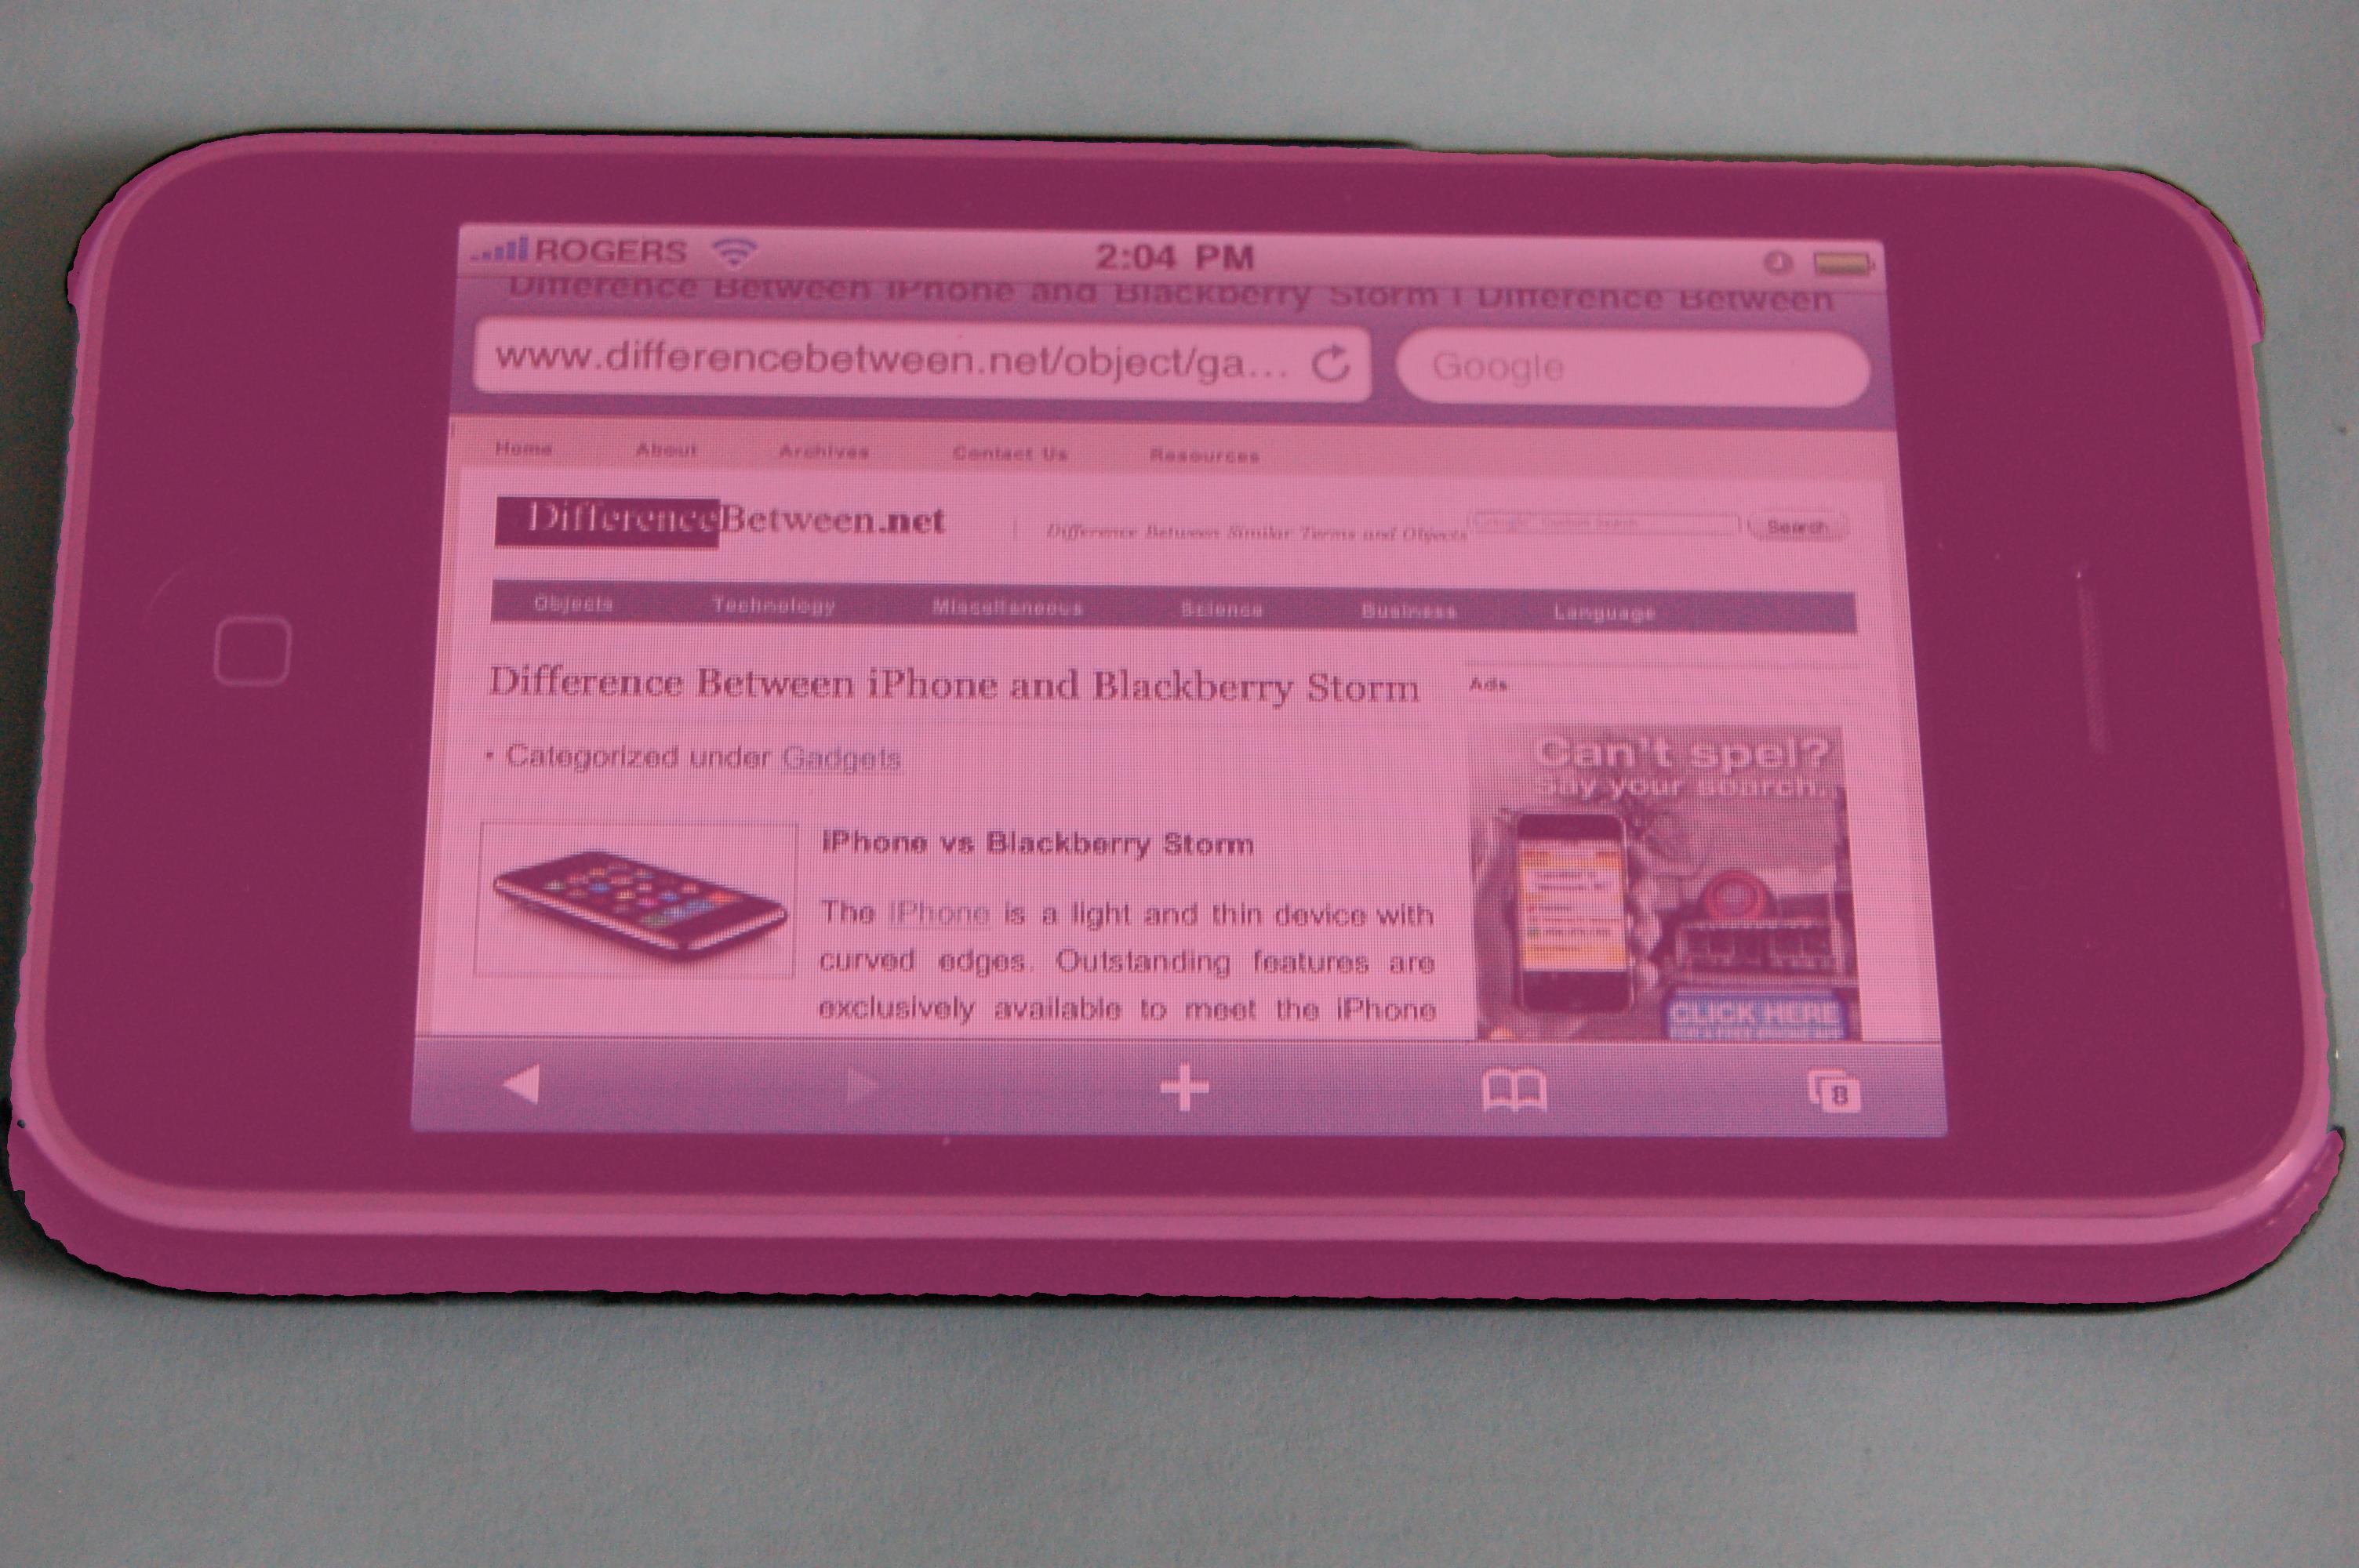 ROGERS 2:04 PM
Difference Between iPhone and Blackberry Storm | Difference Between
www.differencebetween.net/object/ga... Google
Home About Archives Contact Us Resources
DifferenceBetween.net | Difference Between Similar Terms and Objects Search
Objects Technology Miscellaneous Science Business Language
Difference Between iPhone and Blackberry Storm
Ads
• Categorized under Gadgets
Can't spel?
Say your search.
iPhone vs Blackberry Storm
The iPhone is a light and thin device with
curved edges. Outstanding features are
exclusively available to meet the iPhone
CLICK HERE
8